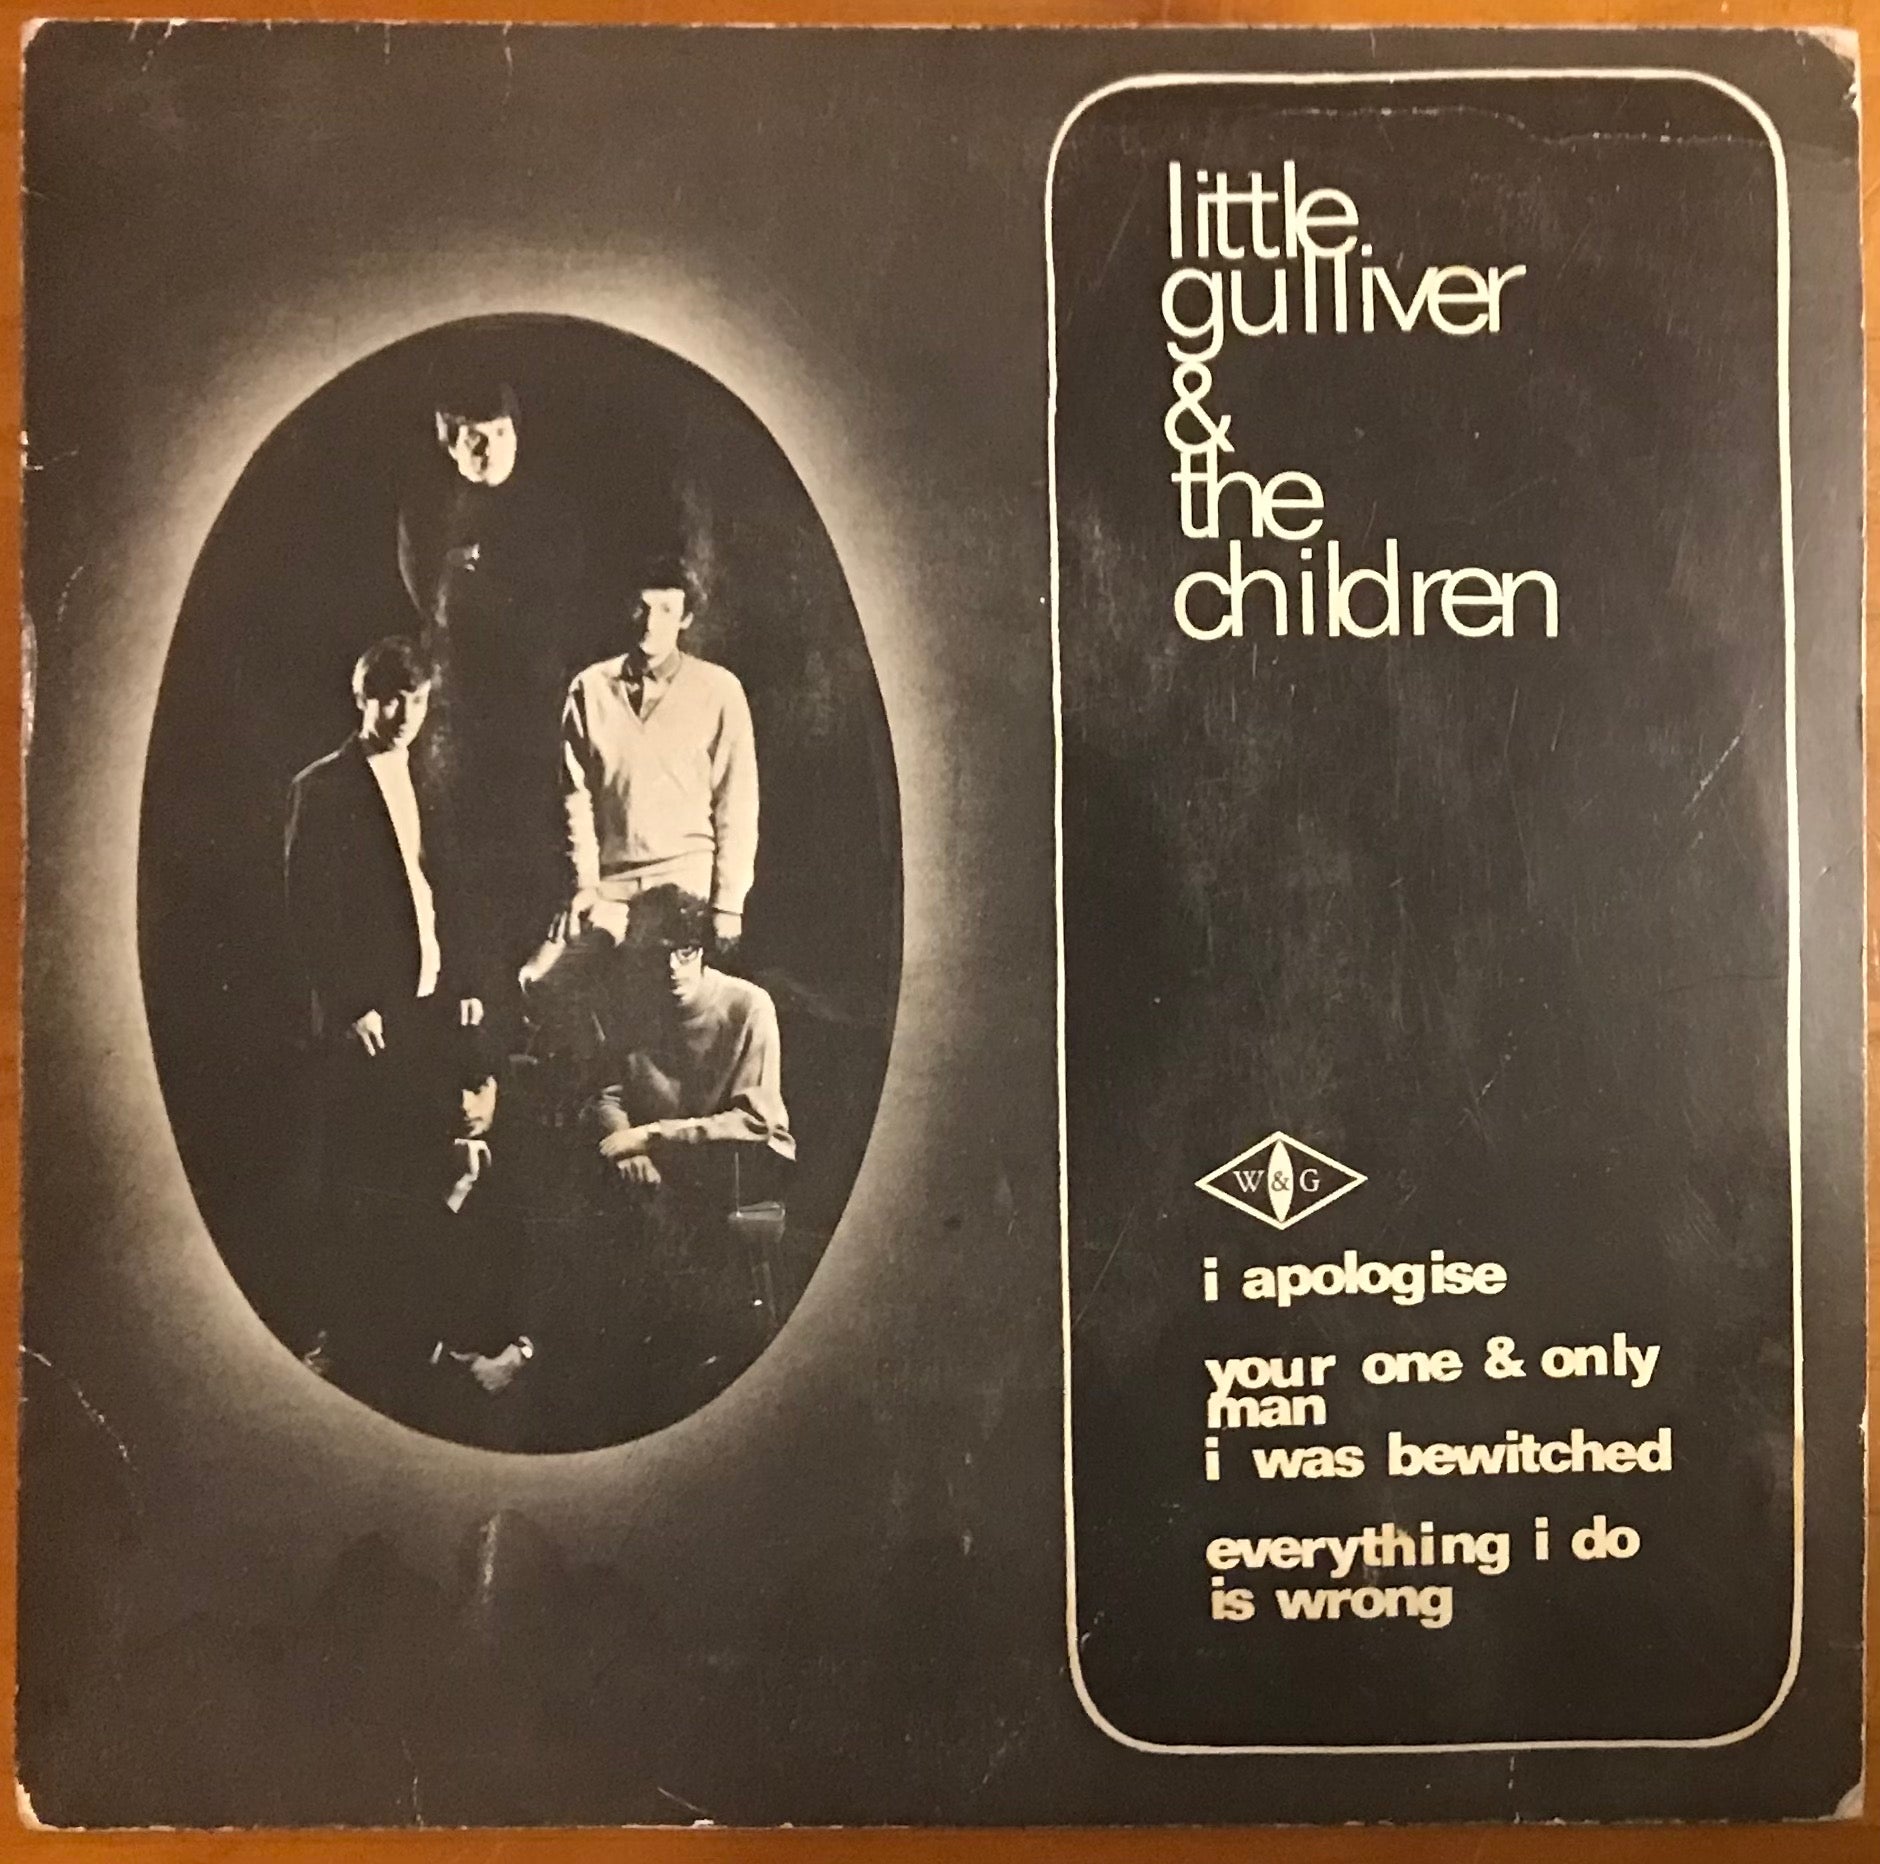 little
gulliver
&
the
children
W&G
i apologise
your one & only
man
i was bewitched
everything i do
is wrong